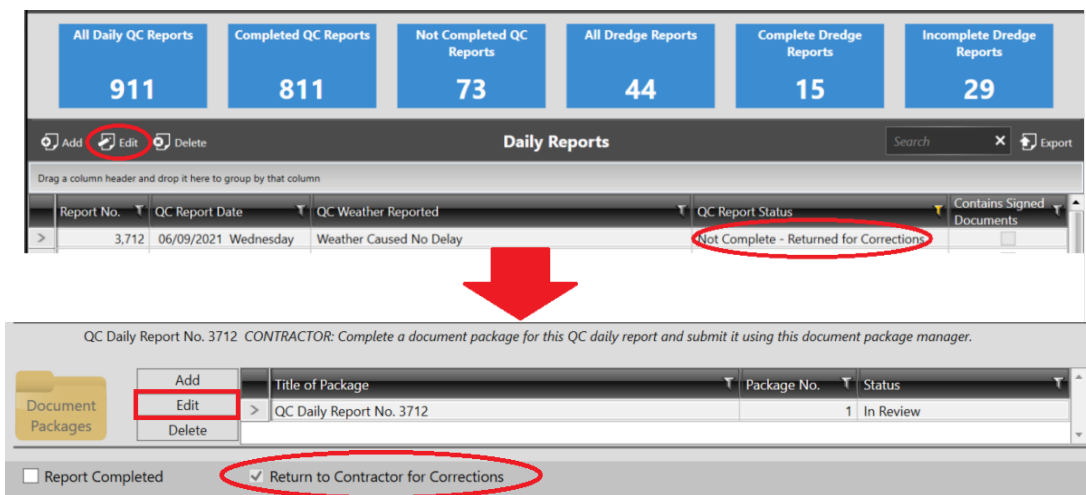 All Daily QC Reports
911
Completed QC Reports
811
Not Completed QC
Reports
73
All Dredge Reports
44
Complete Dredge
Reports
15
Incomplete Dredge
Reports
29
Add Edit Delete Daily Reports Search Export
Drag a column header and drop it here to group by that column
Report No. QC Report Date QC Weather Reported QC Report Status Contains Signed
Documents
3,712 06/09/2021 Wednesday Weather Caused No Delay Not Complete - Returned for Corrections
QC Daily Report No. 3712 CONTRACTOR: Complete a document package for this QC daily report and submit it using this document package manager.
Document
Packages
Add
Edit
Delete
Title of Package Package No. Status
QC Daily Report No. 3712 1 In Review
Report Completed Return to Contractor for Corrections